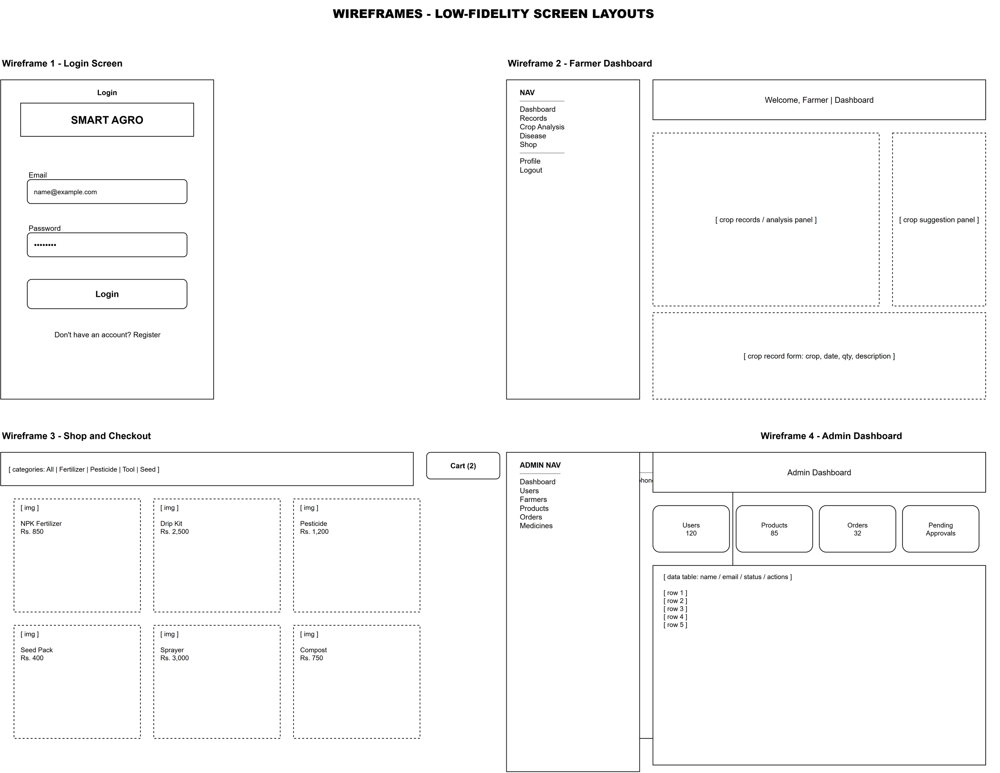 WIREFRAMES - LOW-FIDELITY SCREEN LAYOUTS
Wireframe 1 - Login Screen
Login
SMART AGRO
Email
name@example.com
Password
••••••••
Login
Don't have an account? Register
Wireframe 2 - Farmer Dashboard
NAV
Dashboard
Records
Crop Analysis
Disease
Shop
Profile
Logout
Welcome, Farmer | Dashboard
[ crop records / analysis panel ]
[ crop suggestion panel ]
[ crop record form: crop, date, qty, description ]
Wireframe 3 - Shop and Checkout
[ categories: All | Fertilizer | Pesticide | Tool | Seed ]
Cart (2)
[ img ]
NPK Fertilizer
Rs. 850
[ img ]
Drip Kit
Rs. 2,500
[ img ]
Pesticide
Rs. 1,200
[ img ]
Seed Pack
Rs. 400
[ img ]
Sprayer
Rs. 3,000
[ img ]
Compost
Rs. 750
Wireframe 4 - Admin Dashboard
ADMIN NAV
Dashboard
Users
Farmers
Products
Orders
Medicines
Admin Dashboard
Users
120
Products
85
Orders
32
Pending
Approvals
[ data table: name / email / status / actions ]
[ row 1 ]
[ row 2 ]
[ row 3 ]
[ row 4 ]
[ row 5 ]